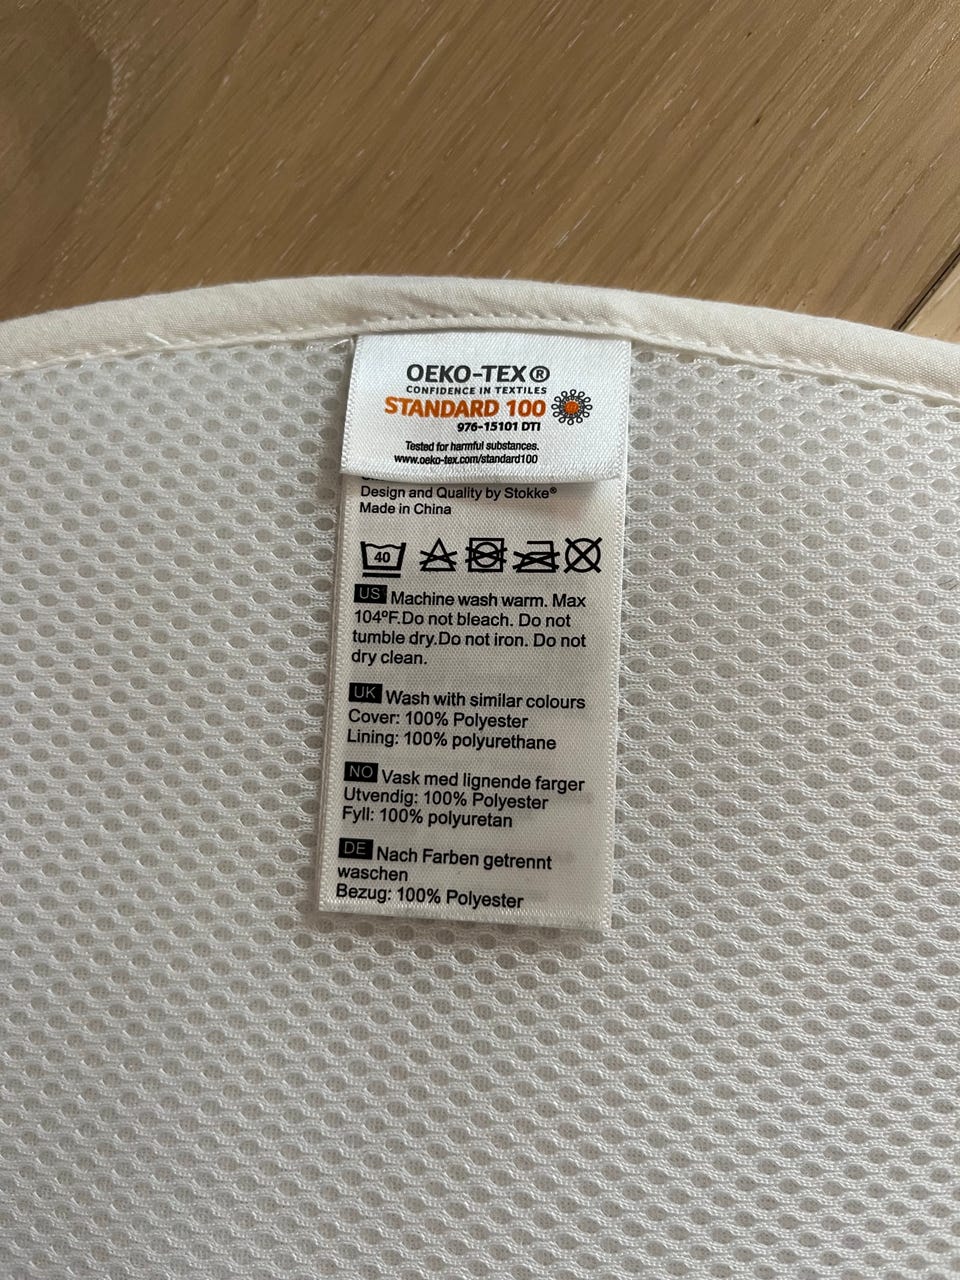 OEKO-TEX®
CONFIDENCE IN TEXTILES
STANDARD 100
976-15101 DTI
Tested for harmful substances.
www.oeko-tex.com/standard100
Design and Quality by Stokke®
Made in China
40
US Machine wash warm. Max
104ºF.Do not bleach. Do not
tumble dry.Do not iron. Do not
dry clean.
UK Wash with similar colours
Cover: 100% Polyester
Lining: 100% polyurethane
NO Vask med lignende farger
Utvendig: 100% Polyester
Fyll: 100% polyuretan
DE Nach Farben getrennt
waschen
Bezug: 100% Polyester